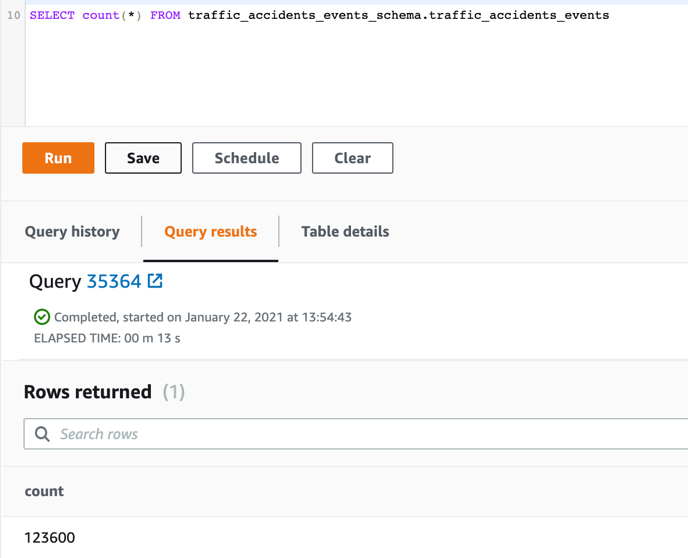 10 SELECT count(*) FROM traffic_accidents_events_schema.traffic_accidents_events
Run Save Schedule Clear
Query history Query results Table details
Query 35364
Completed, started on January 22, 2021 at 13:54:43
ELAPSED TIME: 00 m 13 s
Rows returned (1)
Search rows
count
123600